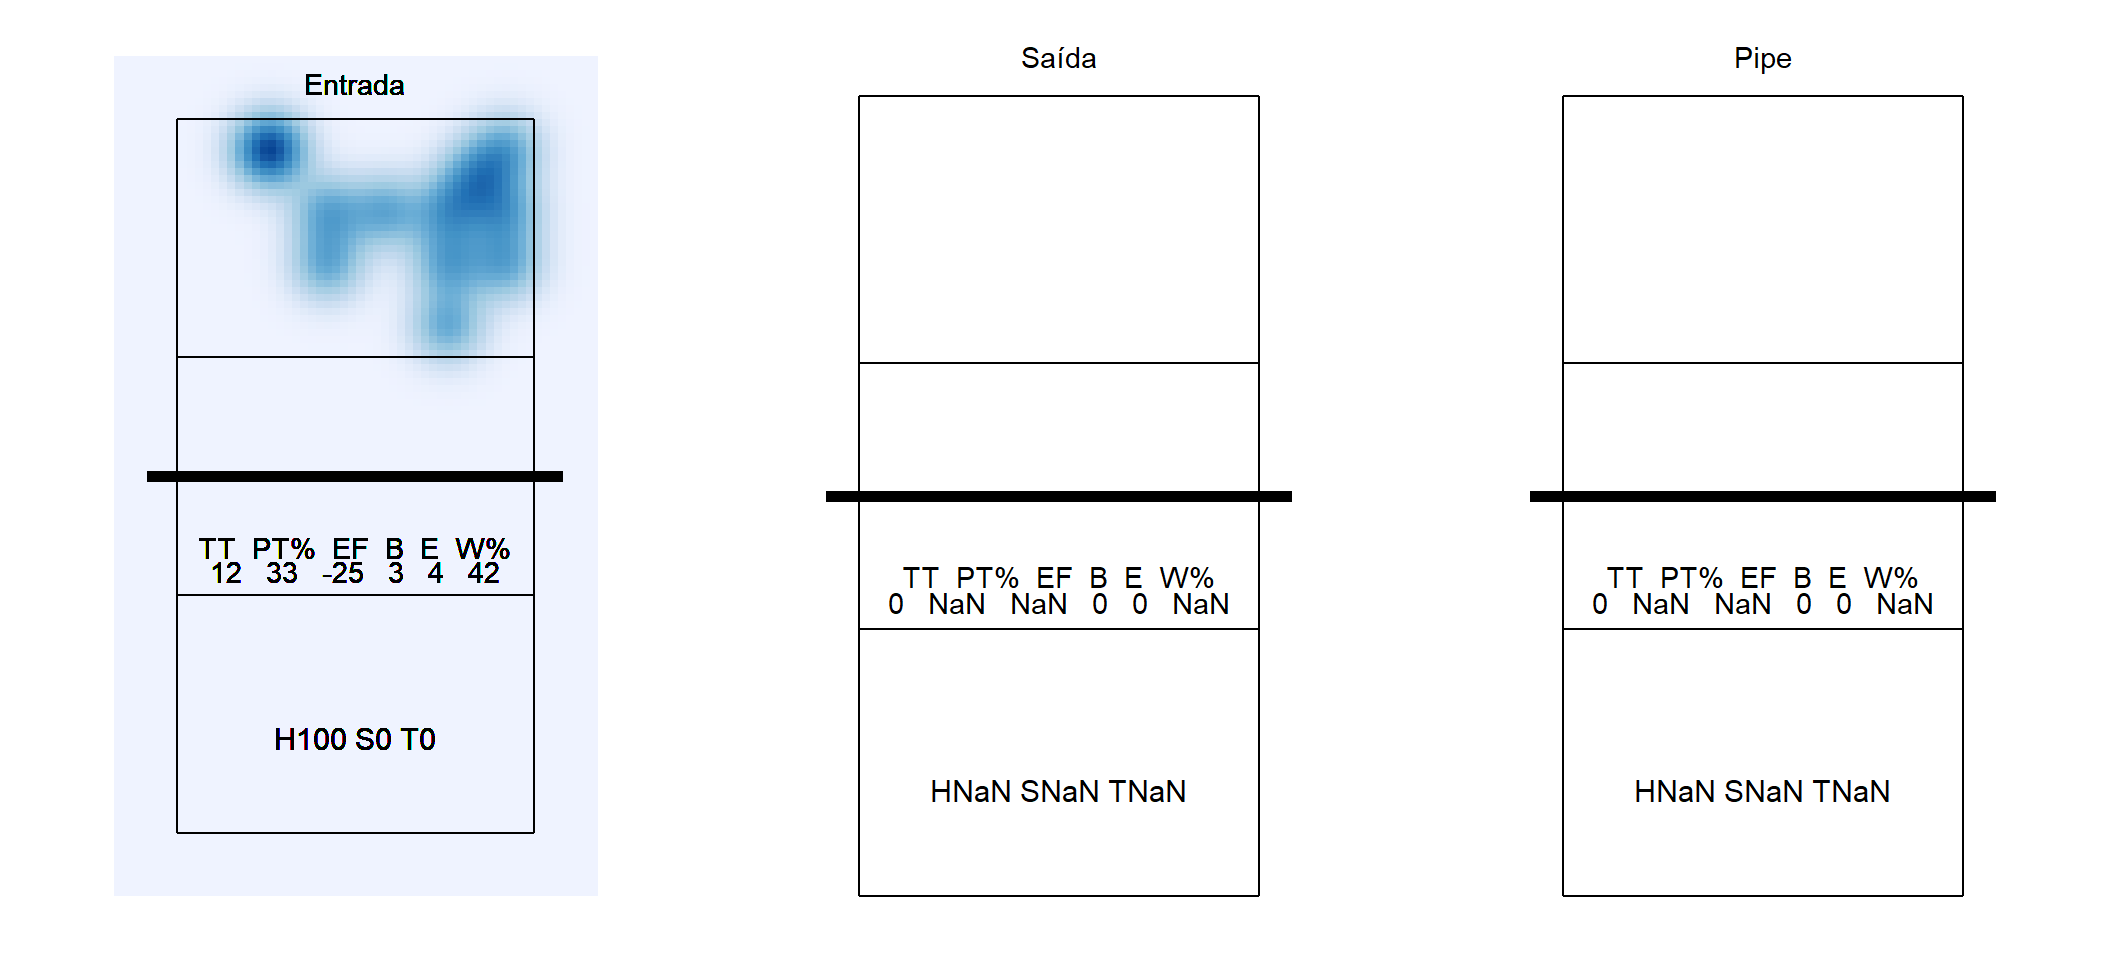 Entrada
TT PT% EF B E W%
12 33 -25 3 4 42
H100 S0 T0
Saída
TT PT% EF B E W%
0 NaN NaN 0 0 NaN
HNaN SNaN TNaN
Pipe
TT PT% EF B E W%
0 NaN NaN 0 0 NaN
HNaN SNaN TNaN